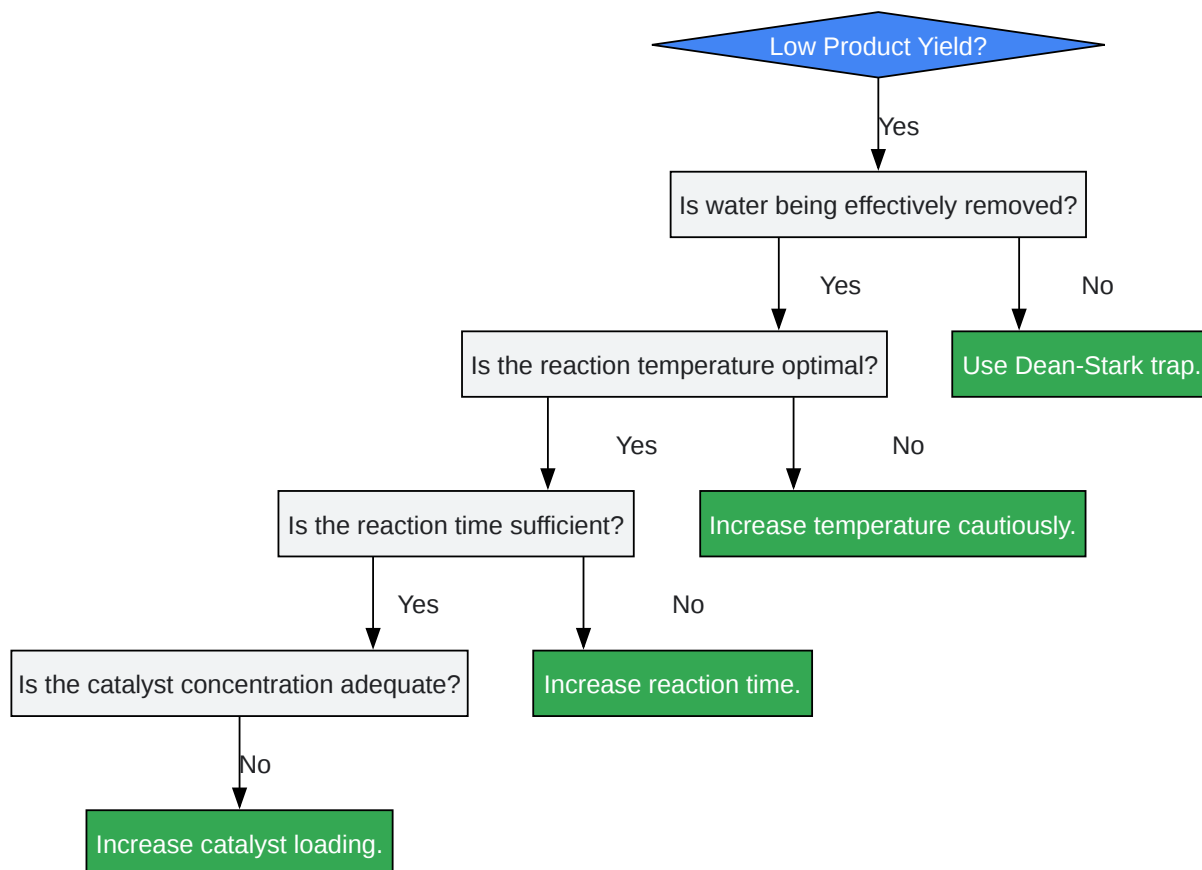 Low Product Yield?
Yes
Is water being effectively removed?
Yes
No
Is the reaction temperature optimal?
Use Dean-Stark trap.
Yes
No
Is the reaction time sufficient?
Increase temperature cautiously.
Yes
No
Is the catalyst concentration adequate?
Increase reaction time.
No
Increase catalyst loading.